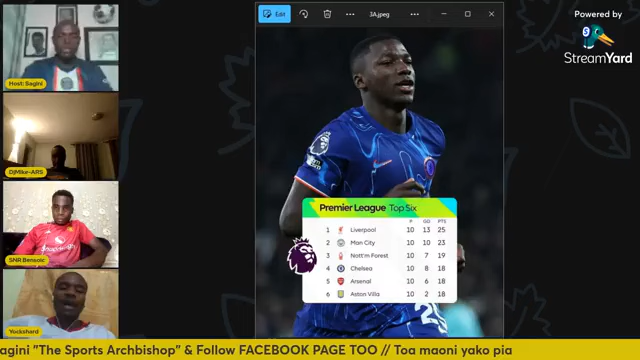 Edit
3A.jpeg
Powered by
StreamYard
Host: Bagini
DjMike-ARS
SNR Bensoic
Yockshard
Premier League Top Six
P GD PTS
1 Liverpool 10 13 25
2 Man City 10 10 23
3 Nott'm Forest 10 7 19
4 Chelsea 10 8 18
5 Arsenal 10 6 18
6 Aston Villa 10 2 18
agini "The Sports Archbishop" & Follow FACEBOOK PAGE TOO // Toa maoni yako pia